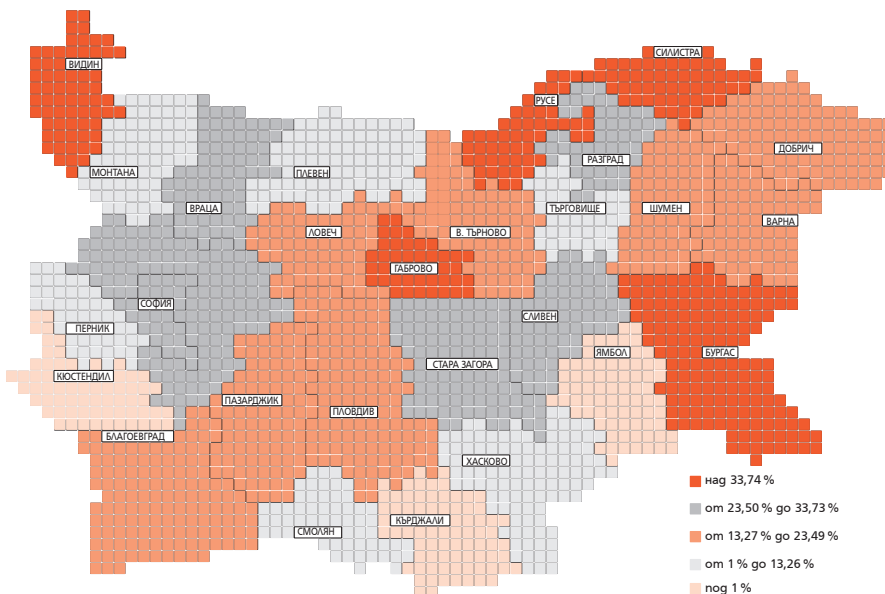 СИЛИСТРА
ВИДИН
РУСЕ
ДОБРИЧ
РАЗГРАД
МОНТАНА
ПЛЕВЕН
ВРАЦА
ТЪРГОВИЩЕ
ШУМЕН
ВАРНА
ЛОВЕЧ
В. ТЪРНОВО
ГАБРОВО
СОФИЯ
СЛИВЕН
ПЕРНИК
ЯМБОЛ
БУРГАС
СТАРА ЗАГОРА
КЮСТЕНДИЛ
ПАЗАРДЖИК
ПЛОВДИВ
БЛАГОЕВГРАД
ХАСКОВО
КЪРДЖАЛИ
СМОЛЯН
над 33,74 %
от 23,50 % до 33,73 %
от 13,27 % до 23,49 %
от 1 % до 13,26 %
под 1 %